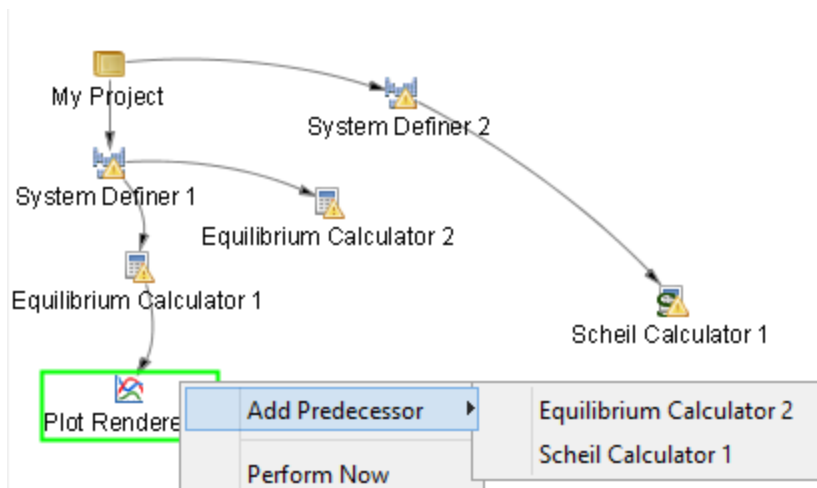 My Project
System Definer 2
System Definer 1
Equilibrium Calculator 2
Equilibrium Calculator 1
Scheil Calculator 1
Plot Rendere
Add Predecessor
Equilibrium Calculator 2
Scheil Calculator 1
Perform Now